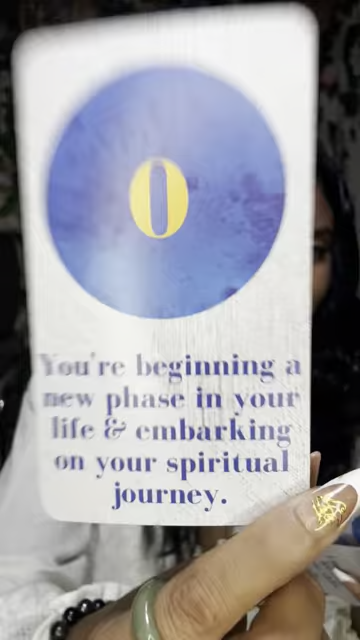 0
You're beginning a
new phase in your
life & embarking
on your spiritual
journey.